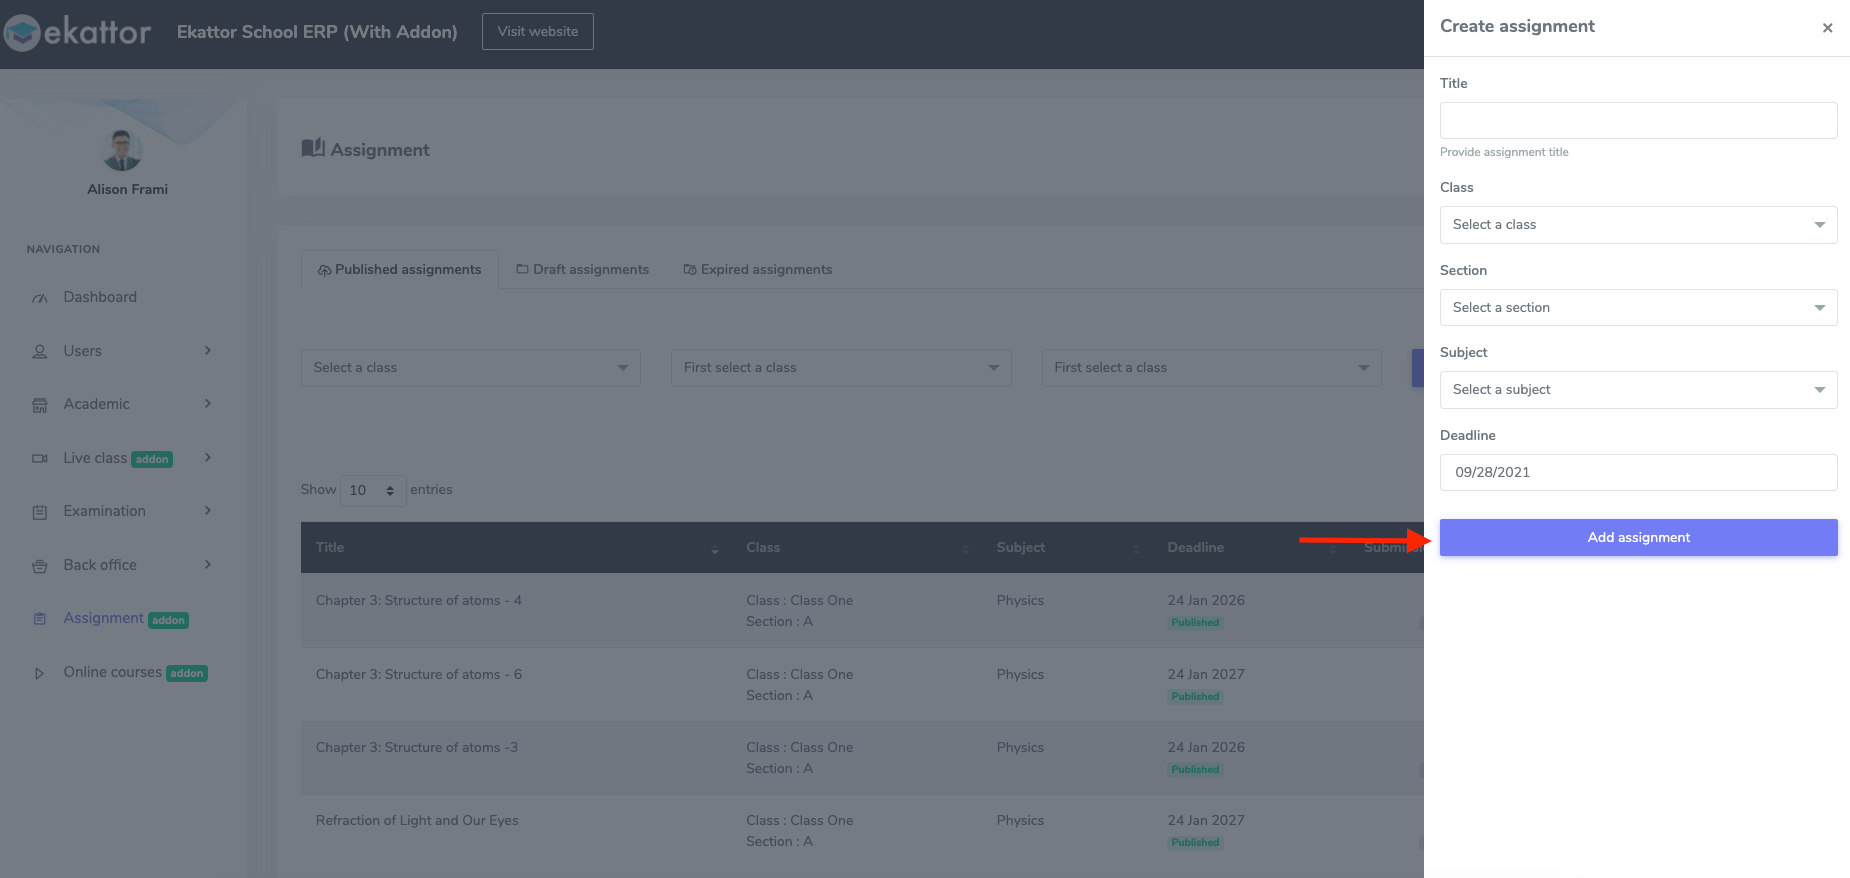 ekattor
Ekattor School ERP (With Addon)
Visit website
Alison Frami
NAVIGATION
Dashboard
Users
Academic
Live class addon
Examination
Back office
Assignment addon
Online courses addon
Assignment
Published assignments
Draft assignments
Expired assignments
Select a class
First select a class
First select a class
Show 10 entries
Title
Class
Subject
Deadline
Chapter 3: Structure of atoms - 4
Class : Class One
Section : A
Physics
24 Jan 2026
Published
Chapter 3: Structure of atoms - 6
Class : Class One
Section : A
Physics
24 Jan 2027
Published
Chapter 3: Structure of atoms -3
Class : Class One
Section : A
Physics
24 Jan 2026
Published
Refraction of Light and Our Eyes
Class : Class One
Section : A
Physics
24 Jan 2027
Published
Create assignment
×
Title
Provide assignment title
Class
Select a class
Section
Select a section
Subject
Select a subject
Deadline
09/28/2021
Add assignment